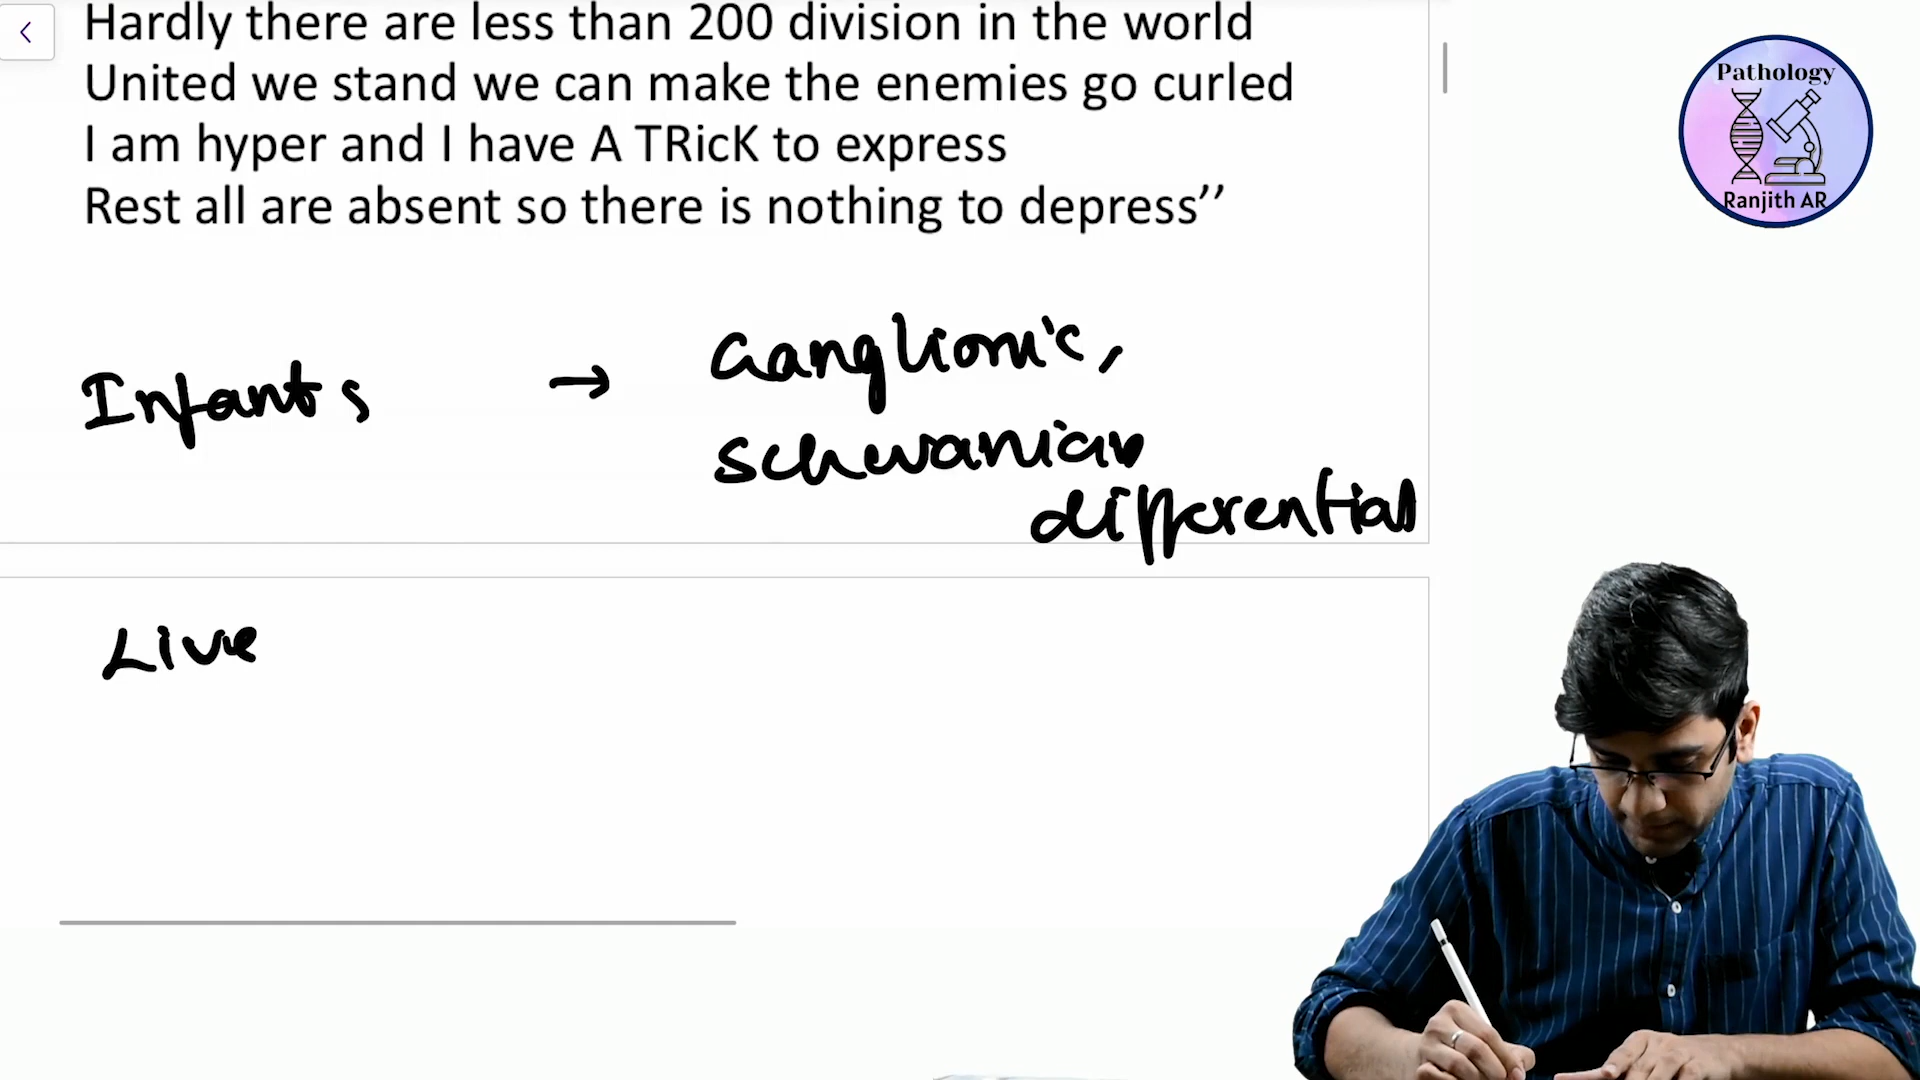 Hardly there are less than 200 division in the world
United we stand we can make the enemies go curled
I am hyper and I have A TRicK to express
Rest all are absent so there is nothing to depress’’
Pathology
Ranjith AR
Infants → Ganglionic,
schwanian
differential
Live